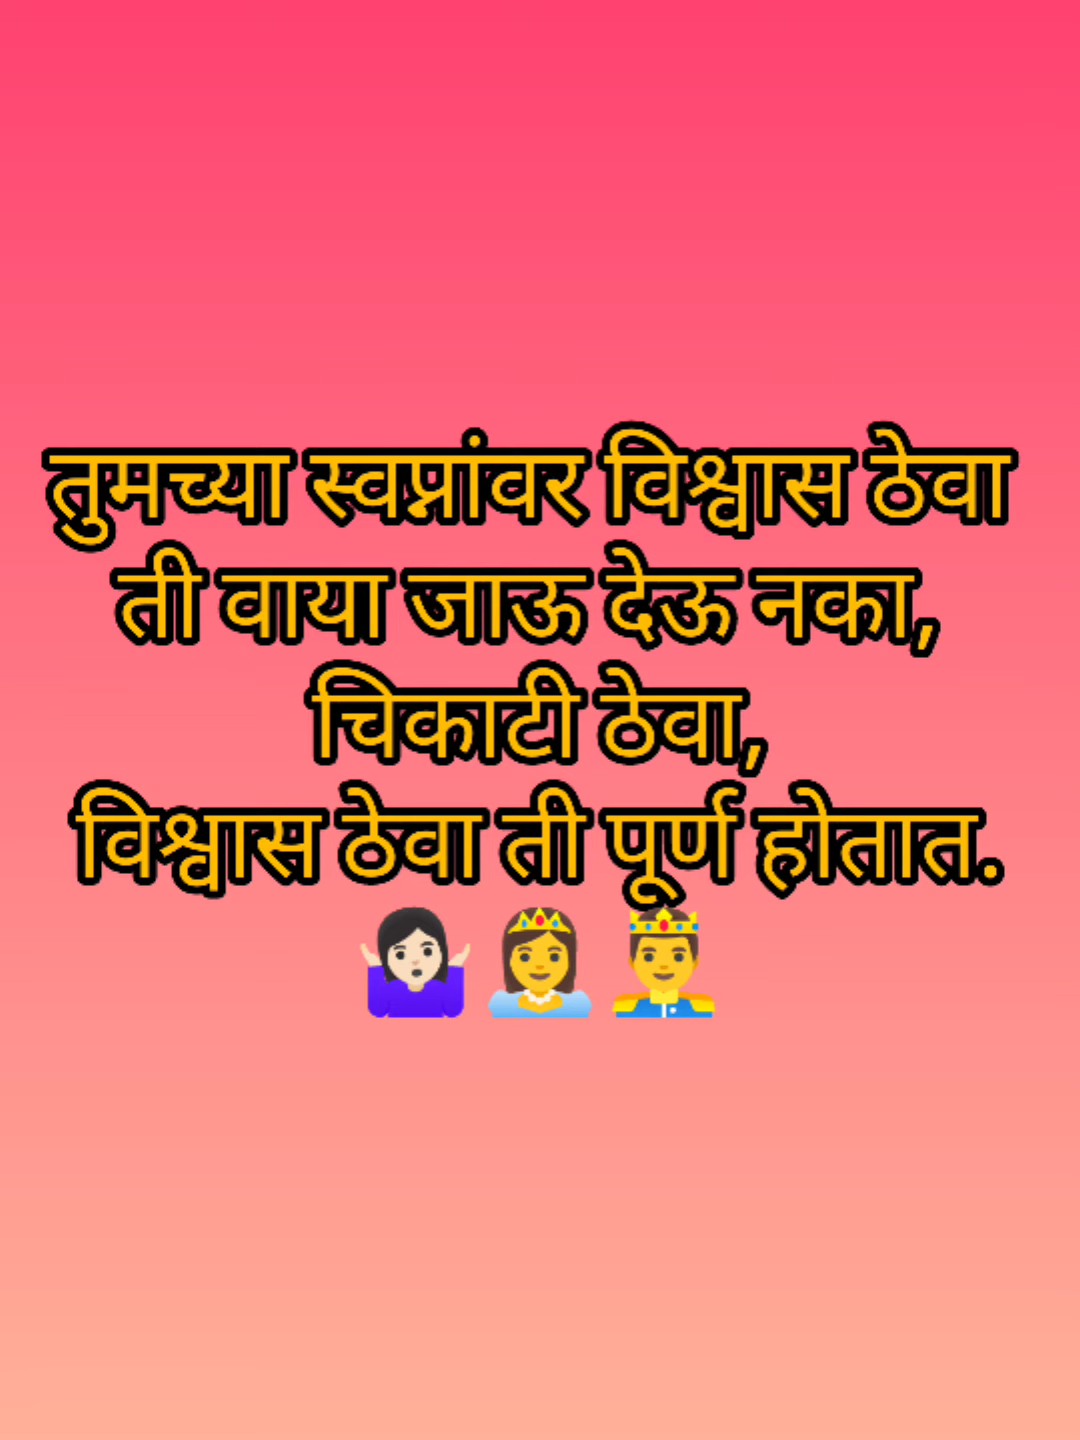 तुमच्या स्वप्नांवर विश्वास ठेवा
ती वाया जाऊ देऊ नका,
चिकाटी ठेवा,
विश्वास ठेवा ती पूर्ण होतात.
🤷🏻‍♀️👸🤴